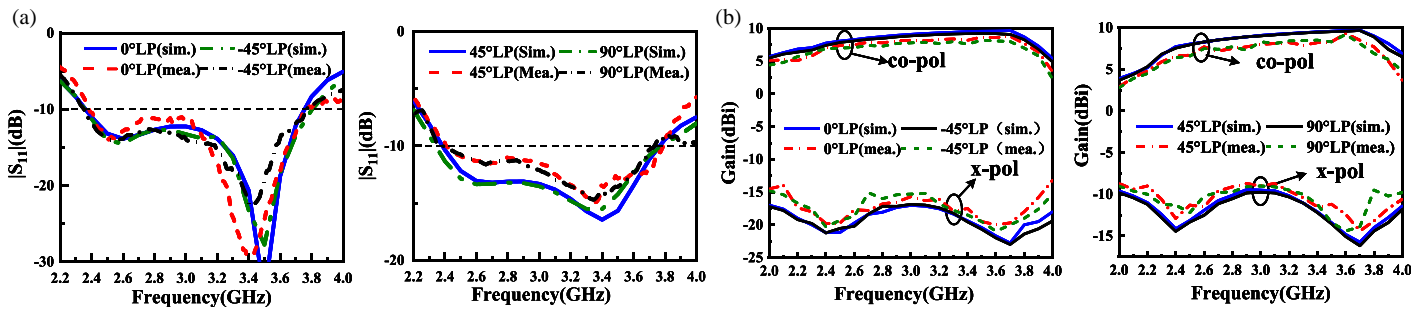 (a)
0
-10
-20
-30
|S11|(dB)
0°LP(sim.) -45°LP(sim.)
0°LP(mea.) -45°LP(mea.)
2.2 2.4 2.6 2.8 3.0 3.2 3.4 3.6 3.8 4.0
Frequency(GHz)
0
-10
-20
|S11|(dB)
45°LP(Sim.) 90°LP(Sim.)
45°LP(Mea.) 90°LP(Mea.)
2.2 2.4 2.6 2.8 3.0 3.2 3.4 3.6 3.8 4.0
Frequency(GHz)
(b)
10
5
0
-5
-10
-15
-20
-25
Gain(dBi)
co-pol
0°LP(sim.) -45°LP（sim.）
0°LP(mea.) -45°LP（mea.）
x-pol
2.0 2.2 2.4 2.6 2.8 3.0 3.2 3.4 3.6 3.8 4.0
Frequency(GHz)
10
5
0
-5
-10
-15
Gain(dBi)
co-pol
45°LP(sim.) 90°LP(sim.)
45°LP(mea.) 90°LP(mea.)
x-pol
2.0 2.2 2.4 2.6 2.8 3.0 3.2 3.4 3.6 3.8 4.0
Frequency(GHz)